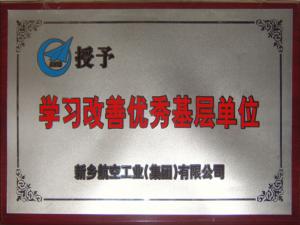 授予
学习改善优秀基层单位
新乡航空工业(集团)有限公司